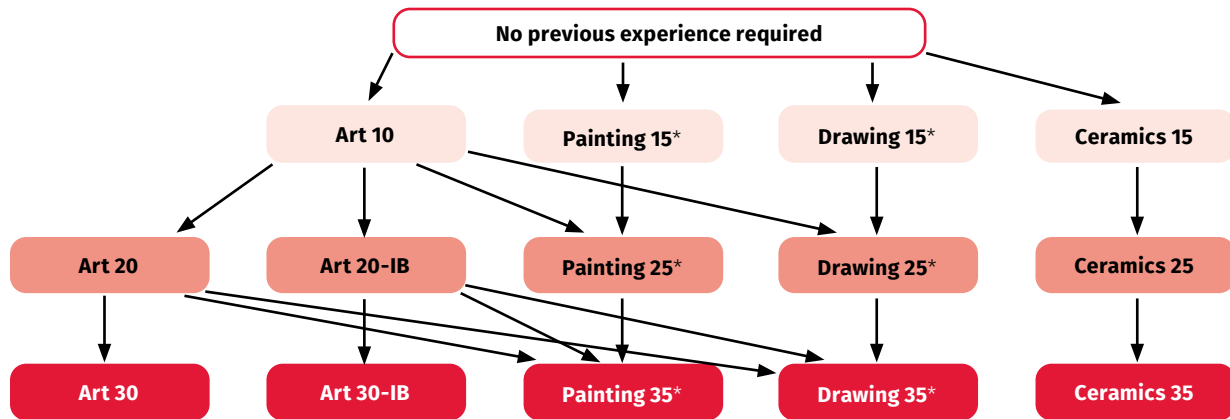 No previous experience required
Art 10
Painting 15*
Drawing 15*
Ceramics 15
Art 20
Art 20-IB
Painting 25*
Drawing 25*
Ceramics 25
Art 30
Art 30-IB
Painting 35*
Drawing 35*
Ceramics 35